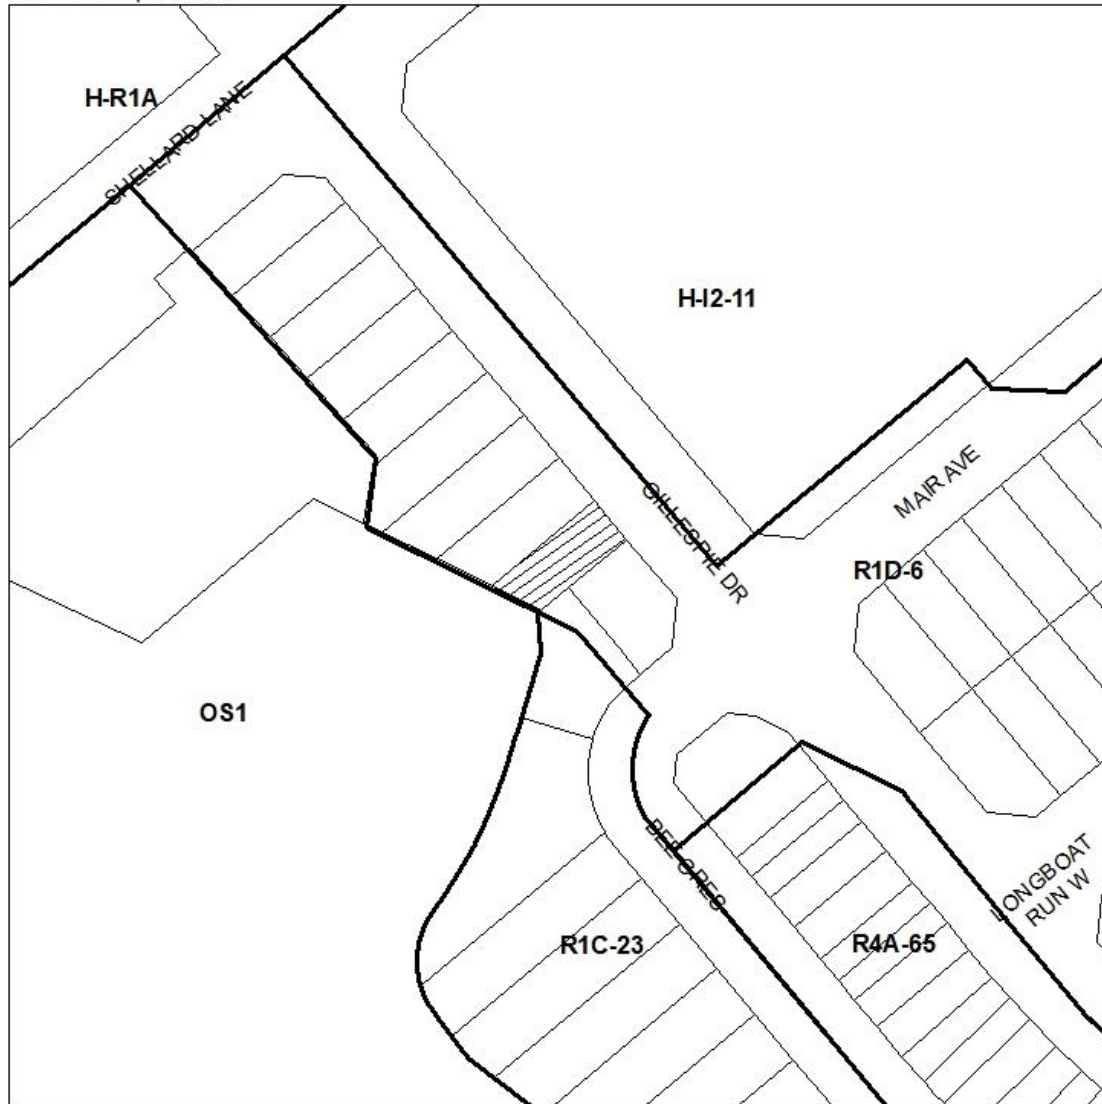 H-R1A
SHELLARD LANE
H-I2-11
MAIR AVE
GILLESPIE DR
R1D-6
OS1
BEE CRES
LONGBOAT
RUN W
R1C-23
R4A-65